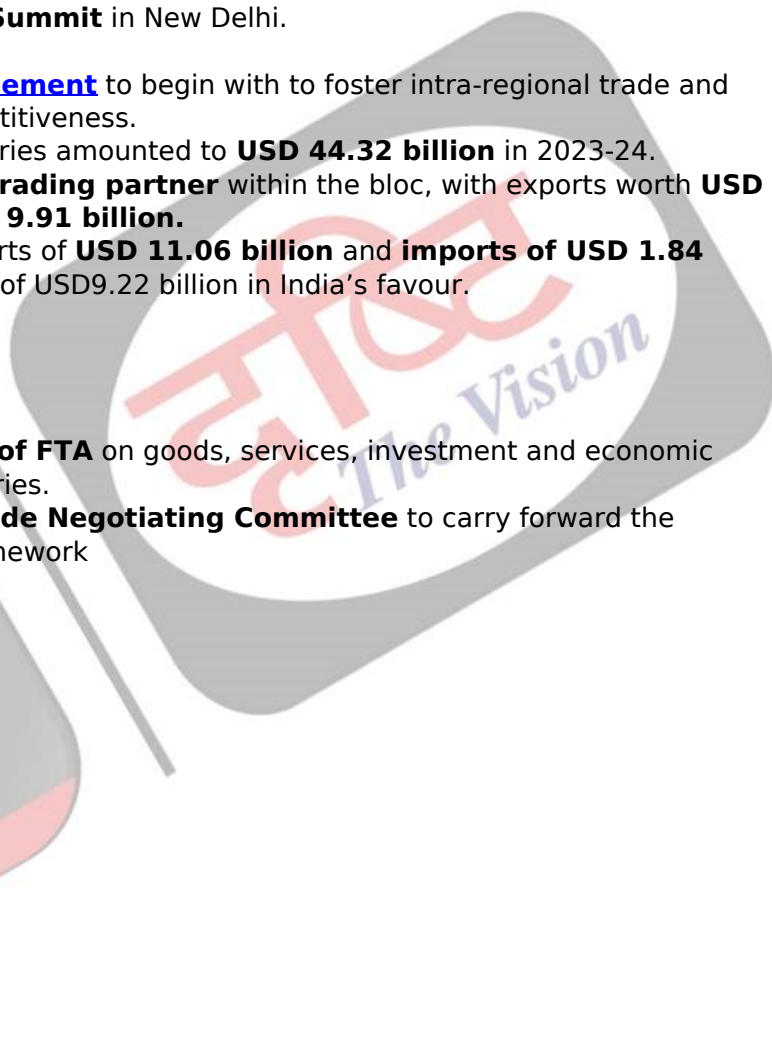 Summit in New Delhi.
ement to begin with to foster intra-regional trade and
titiveness.
ries amounted to USD 44.32 billion in 2023-24.
rading partner within the bloc, with exports worth USD
9.91 billion.
rts of USD 11.06 billion and imports of USD 1.84
of USD9.22 billion in India’s favour.
दृष्टि
The Vision
of FTA on goods, services, investment and economic
ries.
de Negotiating Committee to carry forward the
nework